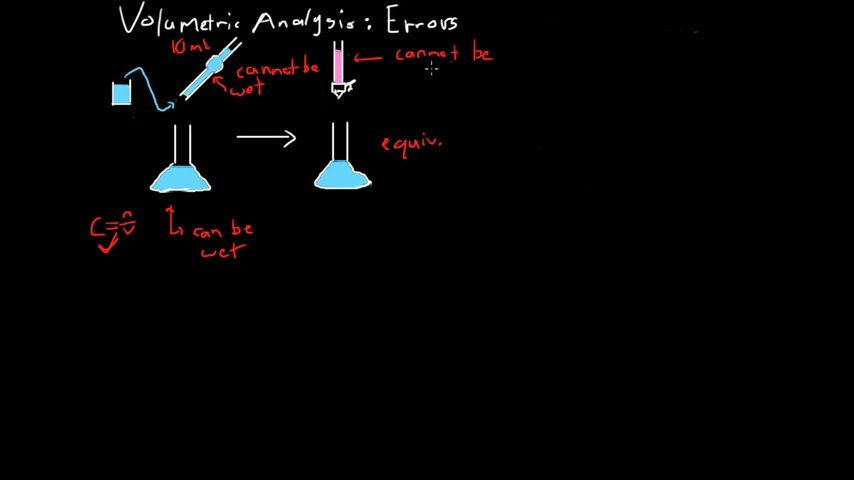 Volumetric Analysis: Errors
10ml
cannot be
wet
cannot be
equiv.
C=n/v
can be
wet